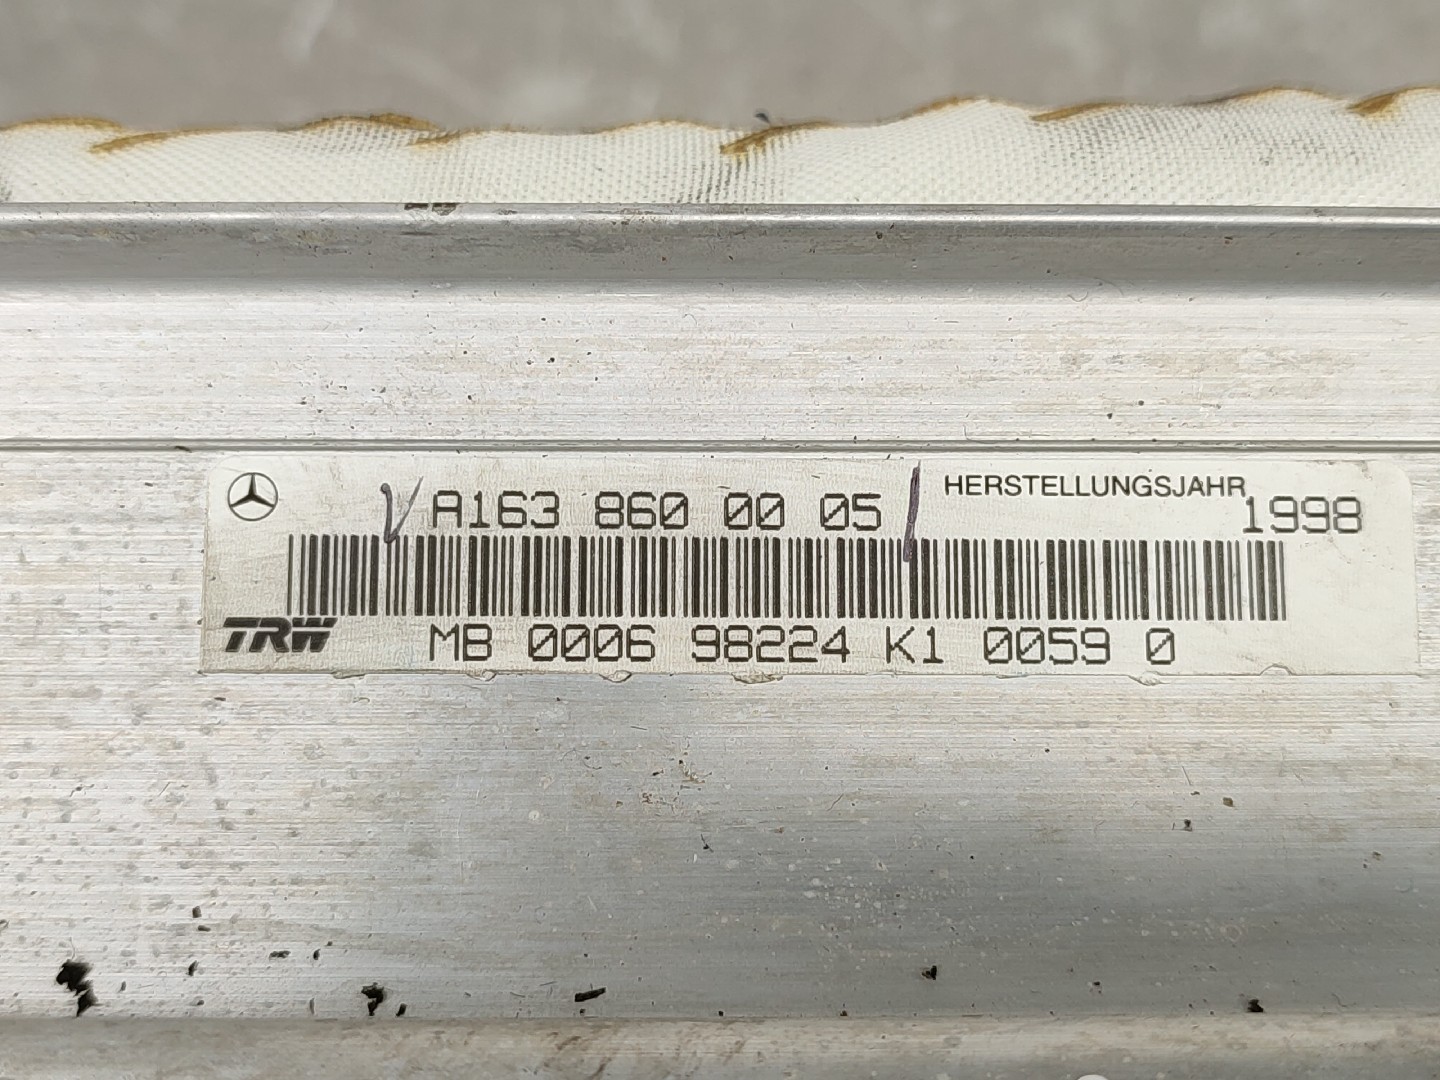 A163 860 00 05 HERSTELLUNGSJAHR 1998
TRW MB 0006 98224 K1 0059 0